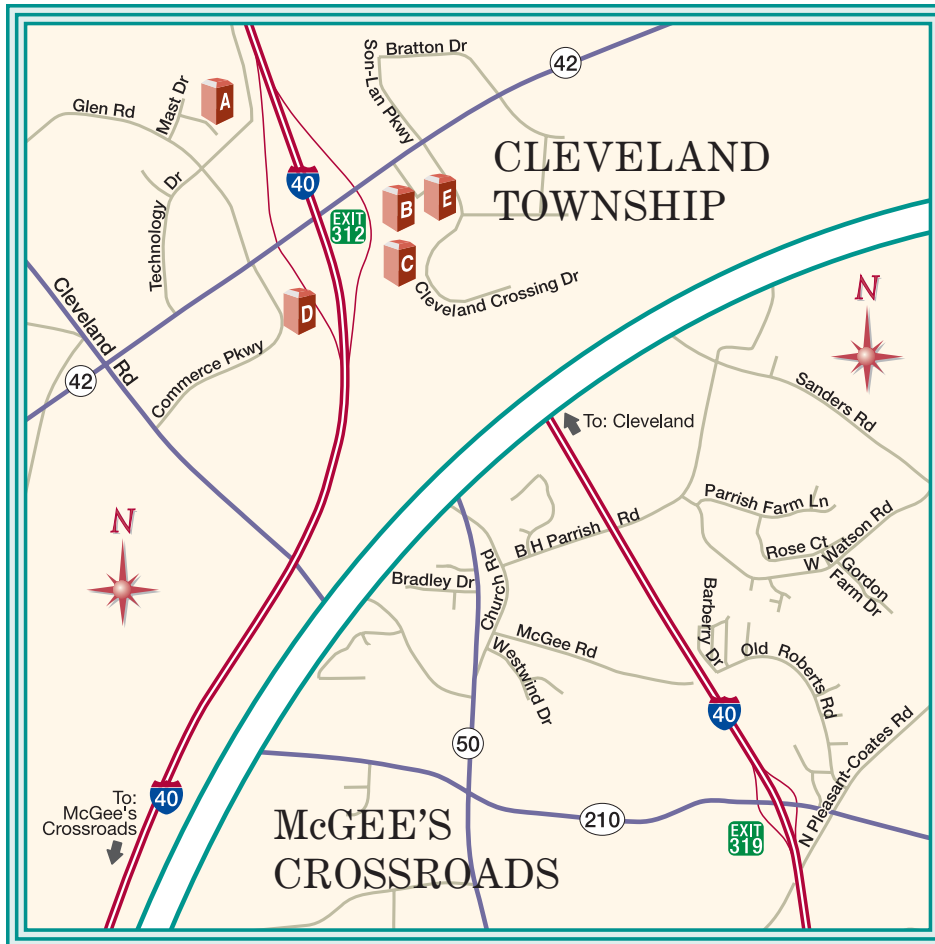 Bratton Dr
Son-Lan Pkwy
42
Glen Rd
Mast Dr
A
CLEVELAND
TOWNSHIP
40
Technology Dr
B
E
EXIT
312
C
Cleveland Crossing Dr
D
Cleveland Rd
N
42
Commerce Pkwy
Sanders Rd
To: Cleveland
N
Parrish Farm Ln
B H Parrish Rd
Rose Ct
W Watson Rd
Gordon
Farm Dr
Bradley Dr
Church Rd
McGee Rd
Westwind Dr
Barberry Dr
Old Roberts Rd
40
50
N Pleasant-Coates Rd
To:
McGee's
Crossroads
40
210
McGEE'S
CROSSROADS
EXIT
319